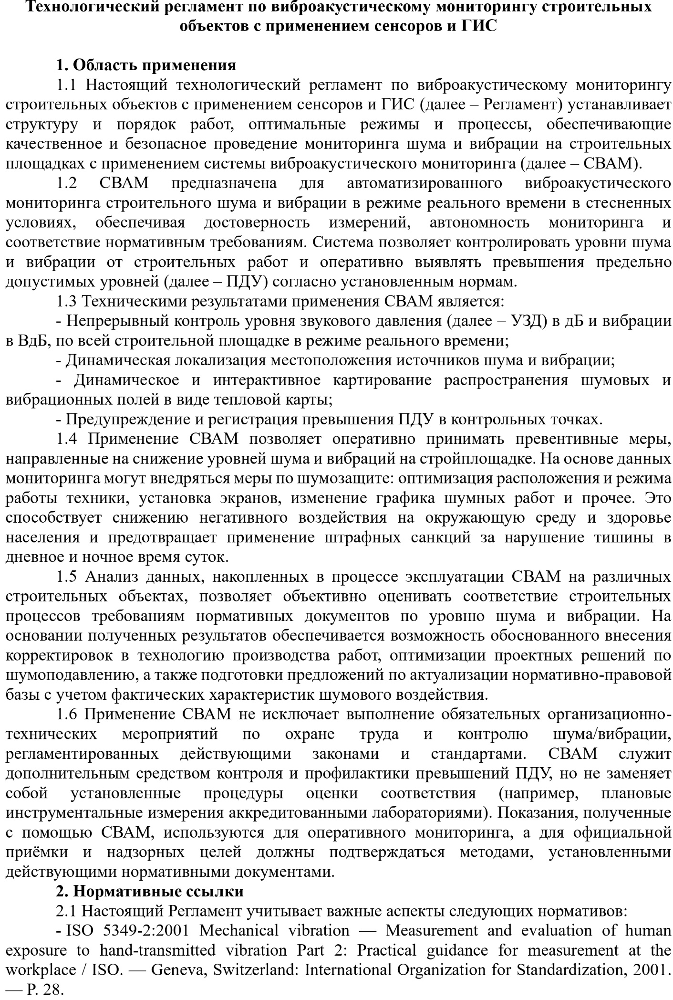 Технологический регламент по виброакустическому мониторингу строительных
объектов с применением сенсоров и ГИС
1. Область применения
1.1 Настоящий технологический регламент по виброакустическому мониторингу
строительных объектов с применением сенсоров и ГИС (далее – Регламент) устанавливает
структуру и порядок работ, оптимальные режимы и процессы, обеспечивающие
качественное и безопасное проведение мониторинга шума и вибрации на строительных
площадках с применением системы виброакустического мониторинга (далее – СВАМ).
1.2 СВАМ предназначена для автоматизированного виброакустического
мониторинга строительного шума и вибрации в режиме реального времени в стесненных
условиях, обеспечивая достоверность измерений, автономность мониторинга и
соответствие нормативным требованиям. Система позволяет контролировать уровни шума
и вибрации от строительных работ и оперативно выявлять превышения предельно
допустимых уровней (далее – ПДУ) согласно установленным нормам.
1.3 Техническими результатами применения СВАМ является:
- Непрерывный контроль уровня звукового давления (далее – УЗД) в дБ и вибрации
в ВдБ, по всей строительной площадке в режиме реального времени;
- Динамическая локализация местоположения источников шума и вибрации;
- Динамическое и интерактивное картирование распространения шумовых и
вибрационных полей в виде тепловой карты;
- Предупреждение и регистрация превышения ПДУ в контрольных точках.
1.4 Применение СВАМ позволяет оперативно принимать превентивные меры,
направленные на снижение уровней шума и вибраций на стройплощадке. На основе данных
мониторинга могут внедряться меры по шумозащите: оптимизация расположения и режима
работы техники, установка экранов, изменение графика шумных работ и прочее. Это
способствует снижению негативного воздействия на окружающую среду и здоровье
населения и предотвращает применение штрафных санкций за нарушение тишины в
дневное и ночное время суток.
1.5 Анализ данных, накопленных в процессе эксплуатации СВАМ на различных
строительных объектах, позволяет объективно оценивать соответствие строительных
процессов требованиям нормативных документов по уровню шума и вибрации. На
основании полученных результатов обеспечивается возможность обоснованного внесения
корректировок в технологию производства работ, оптимизации проектных решений по
шумоподавлению, а также подготовки предложений по актуализации нормативно-правовой
базы с учетом фактических характеристик шумового воздействия.
1.6 Применение СВАМ не исключает выполнение обязательных организационно-
технических мероприятий по охране труда и контролю шума/вибрации,
регламентированных действующими законами и стандартами. СВАМ служит
дополнительным средством контроля и профилактики превышений ПДУ, но не заменяет
собой установленные процедуры оценки соответствия (например, плановые
инструментальные измерения аккредитованными лабораториями). Показания, полученные
с помощью СВАМ, используются для оперативного мониторинга, а для официальной
приёмки и надзорных целей должны подтверждаться методами, установленными
действующими нормативными документами.
2. Нормативные ссылки
2.1 Настоящий Регламент учитывает важные аспекты следующих нормативов:
- ISO 5349-2:2001 Mechanical vibration — Measurement and evaluation of human
exposure to hand-transmitted vibration Part 2: Practical guidance for measurement at the
workplace / ISO. — Geneva, Switzerland: International Organization for Standardization, 2001.
— P. 28.